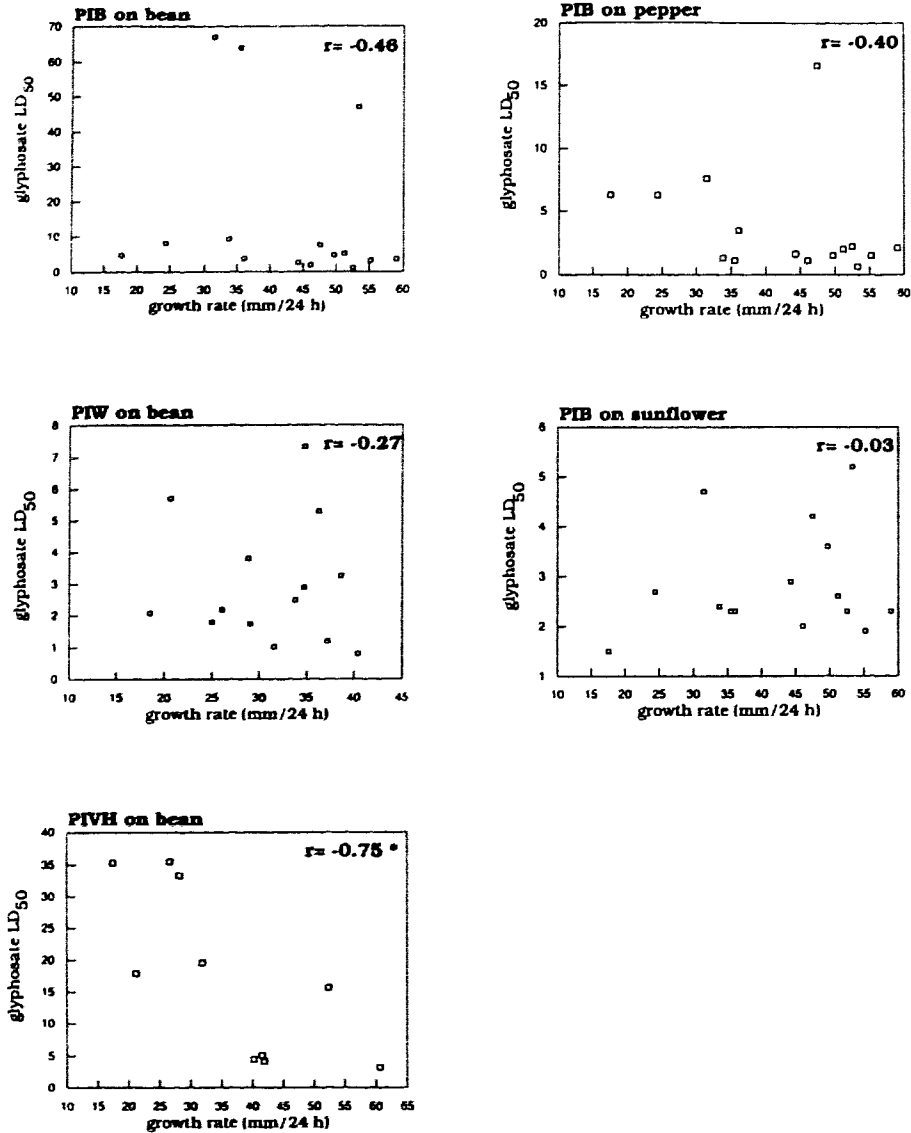 PIB on bean
r= -0.46
glyphosate LD50
70
60
50
40
30
20
10
0
10 15 20 25 30 35 40 45 50 55 60
growth rate (mm/24 h)
PIB on pepper
r= -0.40
glyphosate LD50
20
15
10
5
0
10 15 20 25 30 35 40 45 50 55 60
growth rate (mm/24 h)
PIW on bean
r= -0.27
glyphosate LD50
8
7
6
5
4
3
2
1
0
10 15 20 25 30 35 40 45
growth rate (mm/24 h)
PIB on sunflower
r= -0.03
glyphosate LD50
6
5
4
3
2
1
10 15 20 25 30 35 40 45 50 55 60
growth rate (mm/24 h)
PIVH on bean
r= -0.75 *
glyphosate LD50
40
35
30
25
20
15
10
5
0
10 15 20 25 30 35 40 45 50 55 60 65
growth rate (mm/24 h)